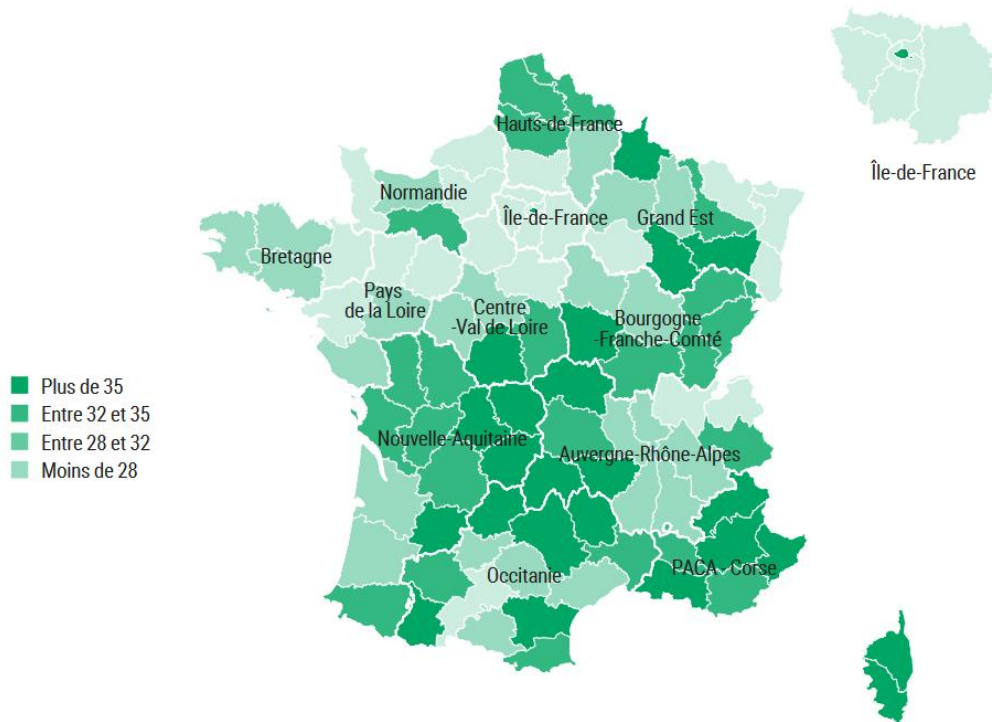 Hauts-de-France
Île-de-France
Normandie
Île-de-France
Grand Est
Bretagne
Pays
de la Loire
Centre
-Val de Loire
Bourgogne
-Franche-Comté
Plus de 35
Entre 32 et 35
Entre 28 et 32
Moins de 28
Nouvelle-Aquitaine
Auvergne-Rhône-Alpes
Occitanie
PACA - Corse